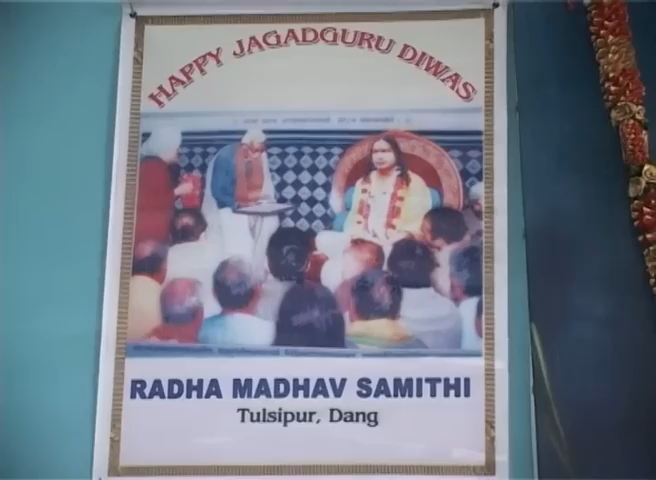 HAPPY JAGADGURU DIWAS
RADHA MADHAV SAMITHI
Tulsipur, Dang